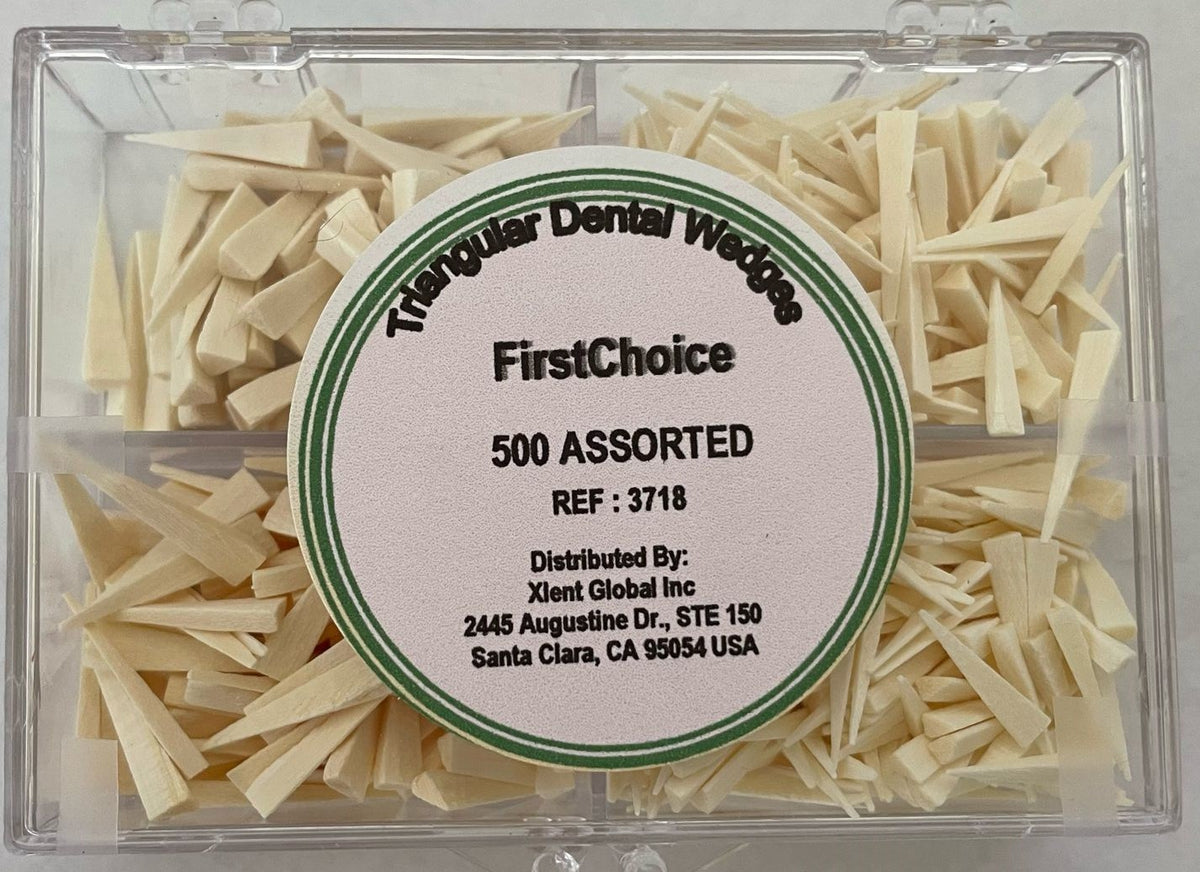 Triangular Dental Wedges
FirstChoice
500 ASSORTED
REF : 3718
Distributed By:
Xlent Global Inc
2445 Augustine Dr., STE 150
Santa Clara, CA 95054 USA